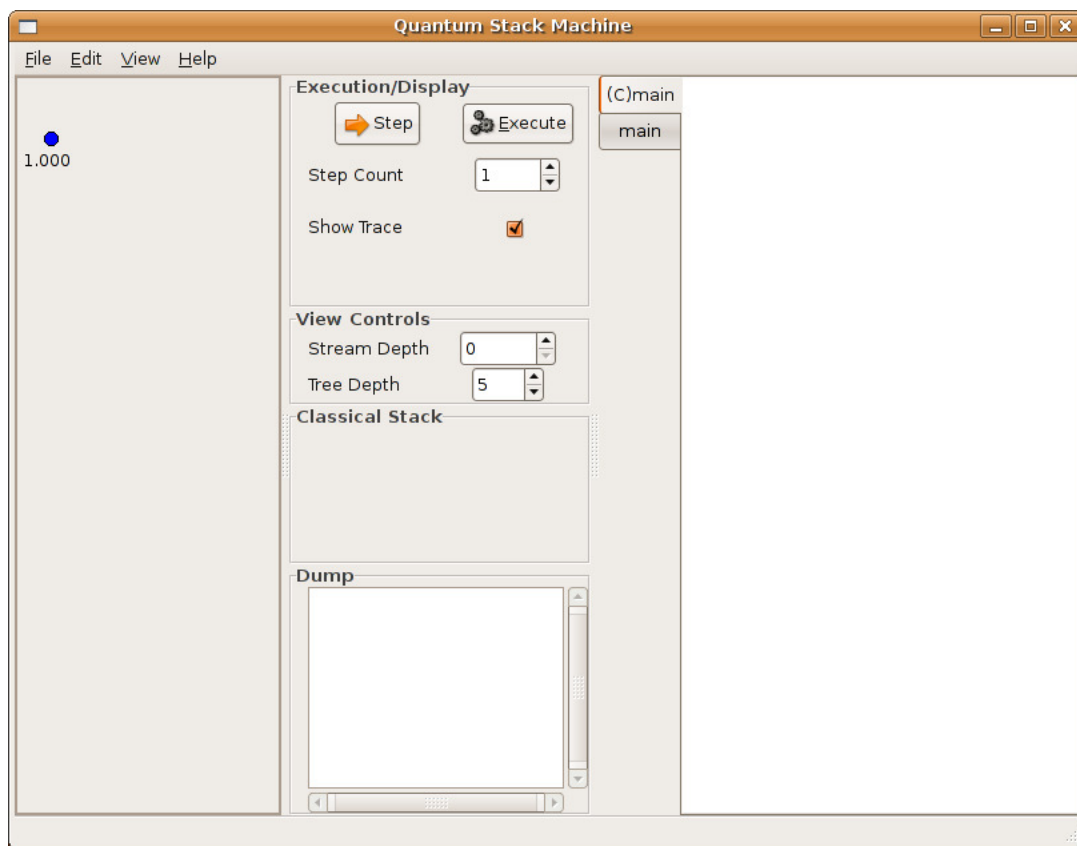 Quantum Stack Machine
File Edit View Help
1.000
Execution/Display
Step Execute
Step Count 1
Show Trace
View Controls
Stream Depth 0
Tree Depth 5
Classical Stack
Dump
(C)main
main